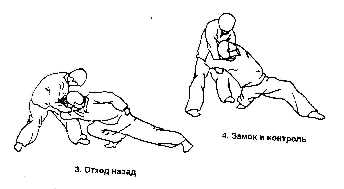 4. Замок и контроль
3. Отход назад